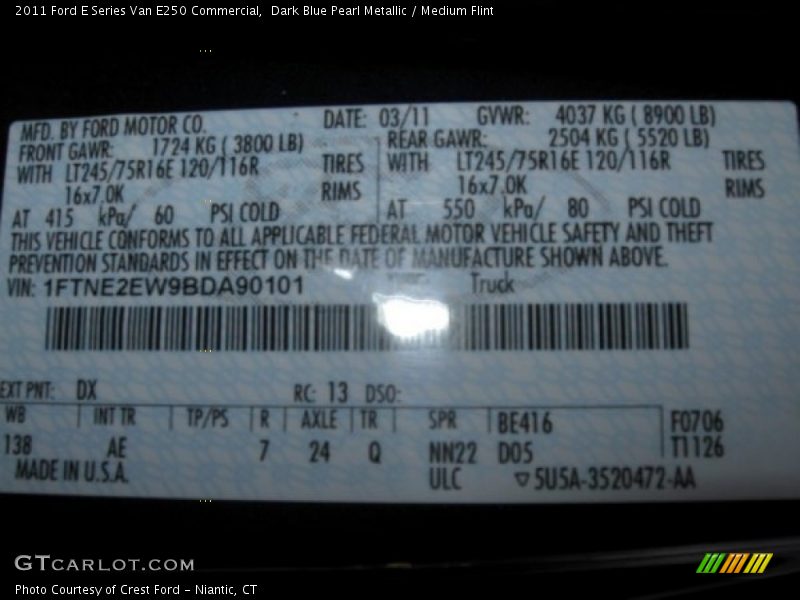 2011 Ford E Series Van E250 Commercial,  Dark Blue Pearl Metallic / Medium Flint
MFD. BY FORD MOTOR CO. DATE: 03/11 GVWR: 4037 KG ( 8900 LB)
FRONT GAWR: 1724 KG ( 3800 LB) REAR GAWR: 2504 KG ( 5520 LB)
WITH LT245/75R16E 120/116R TIRES WITH LT245/75R16E 120/116R TIRES
16x7.0K RIMS 16x7.0K RIMS
AT 415 kPa/ 60 PSI COLD AT 550 kPa/ 80 PSI COLD
THIS VEHICLE CONFORMS TO ALL APPLICABLE FEDERAL MOTOR VEHICLE SAFETY AND THEFT
PREVENTION STANDARDS IN EFFECT ON THE DATE OF MANUFACTURE SHOWN ABOVE.
VIN: 1FTNE2EW9BDA90101 Truck
EXT PNT: DX RC: 13 DSO:
WB INT TR TP/PS R AXLE TR SPR BE416 F0706
138 AE 7 24 Q NN22 D05 T1126
MADE IN U.S.A. ULC 5U5A-3520472-AA
GTCARLOT.COM
Photo Courtesy of Crest Ford - Niantic, CT